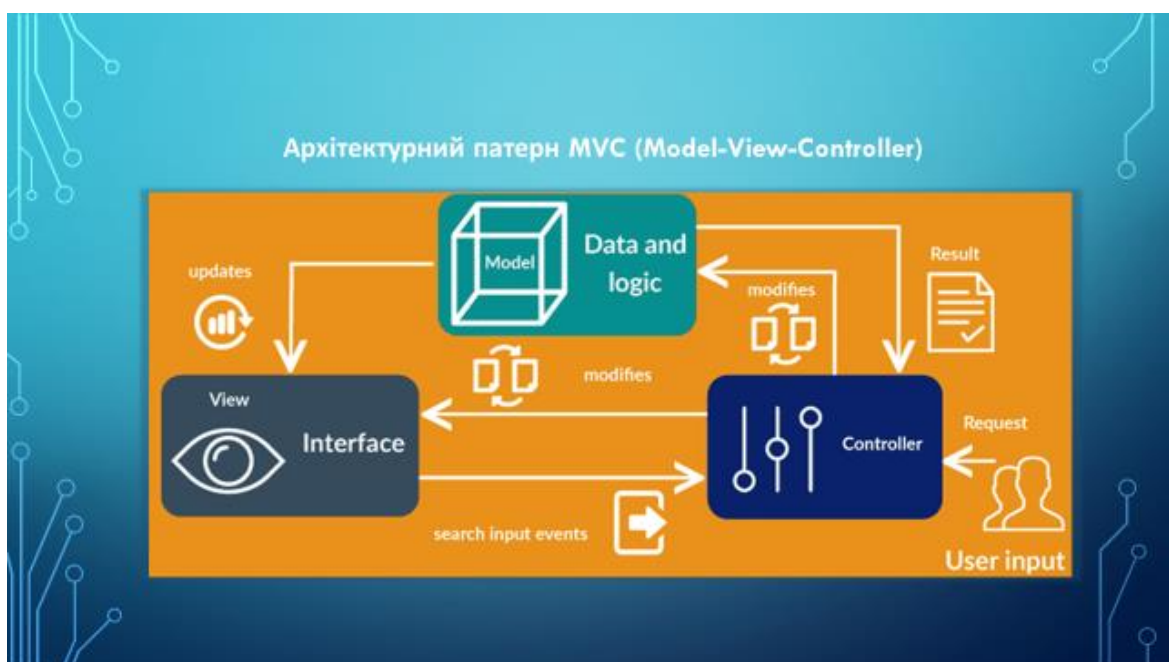 Архітектурний патерн MVC (Model-View-Controller)
Model
Data and
logic
updates
modifies
Result
modifies
View
Interface
Controller
Request
search input events
User input